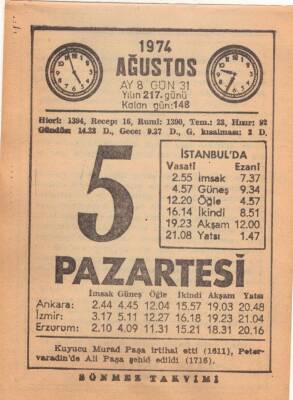 1974
AĞUSTOS
AY 8 GÜN 31
Yılın 217. günü
Kalan gün: 148
Hicri: 1394, Recep: 16, Rumî: 1390, Tem.: 23, Hızır: 92
Gündüz: 14.23 D., Gece: 9.37 D., G. kısalması: 2 D.
5
İSTANBUL'DA
Vasatî Ezanî
2.55 İmsak 7.37
4.57 Güneş 9.34
12.20 Öğle 4.57
16.14 İkindi 8.51
19.23 Akşam 12.00
21.08 Yatsı 1.47
PAZARTESİ
İmsak Güneş Öğle İkindi Akşam Yatsı
Ankara: 2.44 4.45 12.04 15.57 19.03 20.48
İzmir: 3.17 5.11 12.27 16.18 19.23 21.04
Erzurum: 2.10 4.09 11.31 15.21 18.31 20.16
Kuyucu Murad Paşa irtihal etti (1611), Peter-
varadin'de Ali Paşa şehid edildi (1716).
SÖNMEZ TAKVİMİ